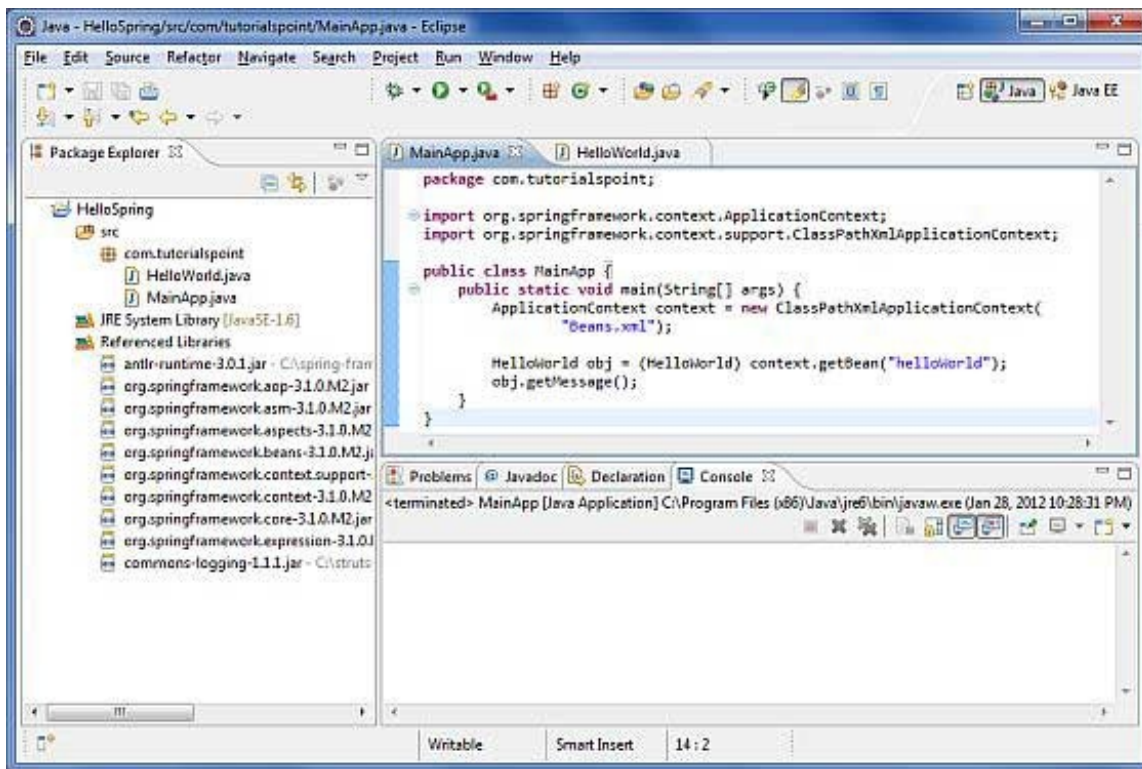 Java - HelloSpring/src/com/tutorialspoint/MainApp.java - Eclipse
File Edit Source Refactor Navigate Search Project Run Window Help
Java Java EE
Package Explorer
HelloSpring
src
com.tutorialspoint
HelloWorld.java
MainApp.java
JRE System Library [JavaSE-1.6]
Referenced Libraries
antlr-runtime-3.0.1.jar - C:\spring-fram
org.springframework.aop-3.1.0.M2.jar
org.springframework.asm-3.1.0.M2.jar
org.springframework.aspects-3.1.0.M2
org.springframework.beans-3.1.0.M2.ja
org.springframework.context.support-
org.springframework.context-3.1.0.M2
org.springframework.core-3.1.0.M2.jar
org.springframework.expression-3.1.0.
commons-logging-1.1.1.jar - C:\struts
MainApp.java HelloWorld.java
package com.tutorialspoint;
import org.springframework.context.ApplicationContext;
import org.springframework.context.support.ClassPathXmlApplicationContext;
public class MainApp {
public static void main(String[] args) {
ApplicationContext context = new ClassPathXmlApplicationContext(
"Beans.xml");
HelloWorld obj = (HelloWorld) context.getBean("helloWorld");
obj.getMessage();
}
}
Problems Javadoc Declaration Console
<terminated> MainApp [Java Application] C:\Program Files (x86)\Java\jre6\bin\javaw.exe (Jan 28, 2012 10:28:31 PM)
Writable Smart Insert 14 : 2